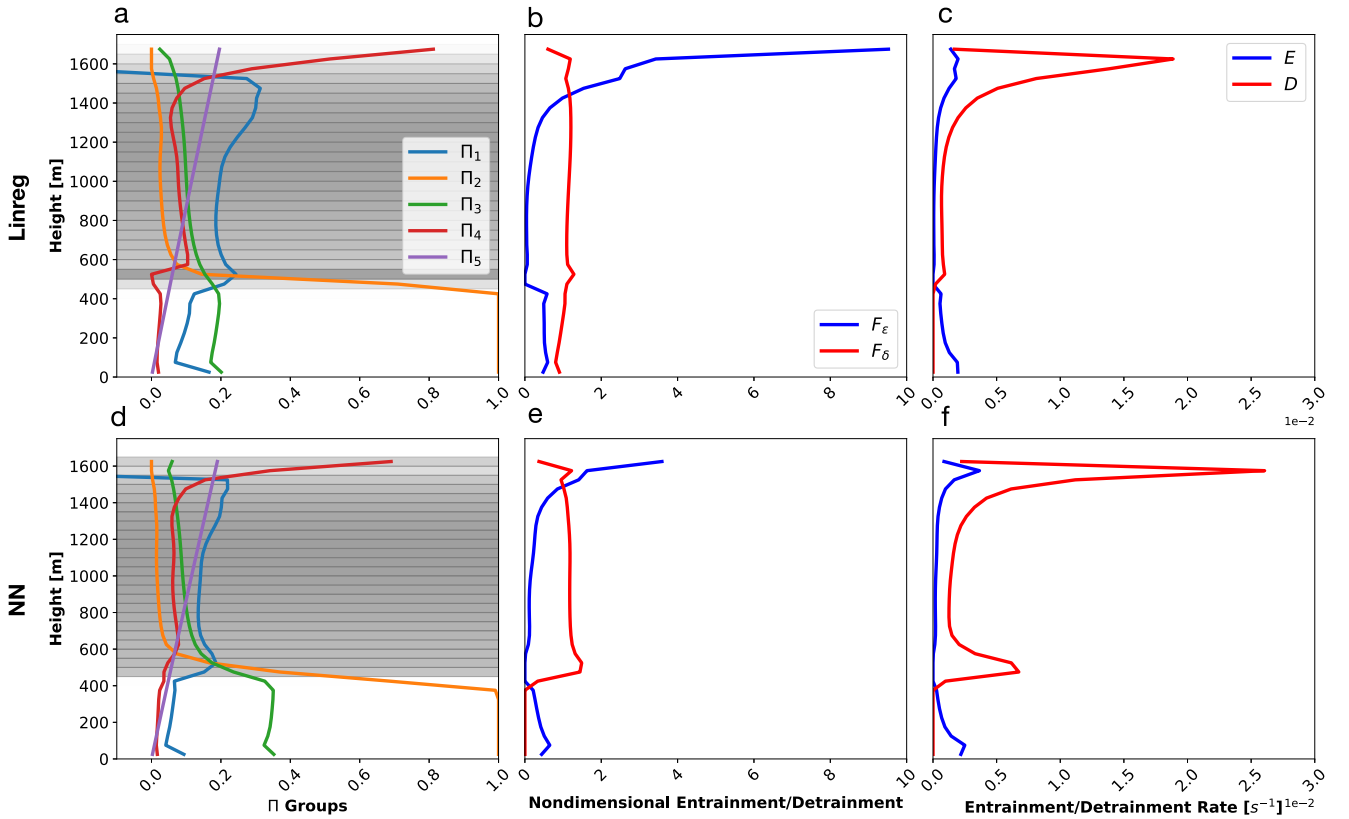 a
b
c
Linreg
Height [m]
1600
1400
1200
1000
800
600
400
200
0
Π1
Π2
Π3
Π4
Π5
0.0 0.2 0.4 0.6 0.8 1.0
Fε
Fδ
0 2 4 6 8 10
E
D
0.0 0.5 1.0 1.5 2.0 2.5 3.0
1e−2
d
e
f
NN
Height [m]
1600
1400
1200
1000
800
600
400
200
0
0.0 0.2 0.4 0.6 0.8 1.0
Π Groups
0 2 4 6 8 10
Nondimensional Entrainment/Detrainment
0.0 0.5 1.0 1.5 2.0 2.5 3.0
Entrainment/Detrainment Rate [s⁻¹] 1e−2